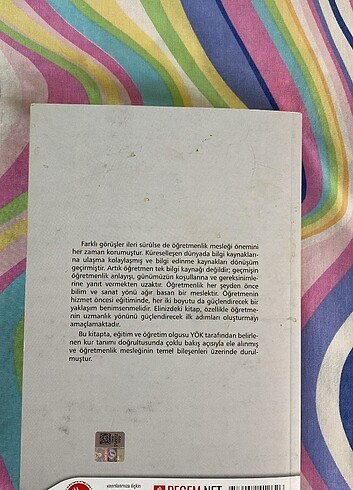 Farklı görüşler ileri sürülse de öğretmenlik mesleği önemini
her zaman korumuştur. Küreselleşen dünyada bilgi kaynakları-
na ulaşma kolaylaşmış ve bilgi edinme kaynakları dönüşüm
geçirmiştir. Artık öğretmen tek bilgi kaynağı değildir; geçmişin
öğretmenlik anlayışı, günümüzün koşullarına ve gereksinimle-
rine yanıt vermekten uzaktır. Öğretmenlik her şeyden önce
bilim ve sanat yönü ağır basan bir meslektir. Öğretmenin
hizmet öncesi eğitiminde, her iki boyutu da güçlendirecek bir
yaklaşım benimsenmelidir. Elinizdeki kitap, özellikle öğretme-
nin uzmanlık yönünü güçlendirecek ilk adımları oluşturmayı
amaçlamaktadır.
Bu kitapta, eğitim ve öğretim olgusu YÖK tarafından belirle-
nen kur tanımı doğrultusunda çoklu bakış açısıyla ele alınmış
ve öğretmenlik mesleğinin temel bileşenleri üzerinde durul-
muştur.
yayınlarımıza ilişkin
PEGEM.NET